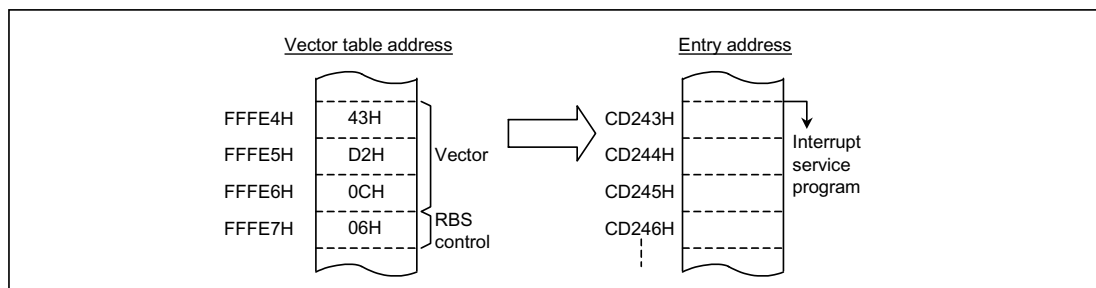 Vector table address
Entry address
FFFE4H 43H CD243H
FFFE5H D2H Vector CD244H
FFFE6H 0CH CD245H
FFFE7H 06H RBS control CD246H
Interrupt service program